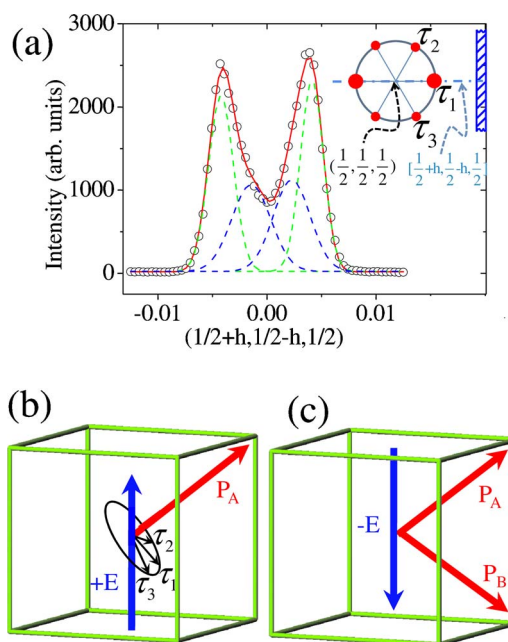 (a)
3000
2000
1000
0
Intensity (arb. units)
-0.01 0.00 0.01
(1/2+h,1/2-h,1/2)
τ2
τ1
τ3
(1/2,1/2,1/2)
[1/2+h,1/2-h,1/2]
(b)
PA
τ2
τ1
τ3
+E
(c)
PA
-E
PB